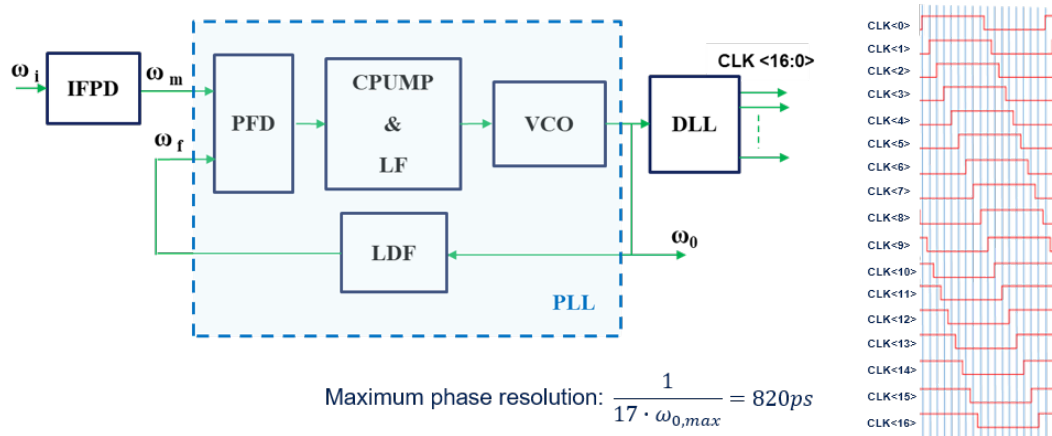 CLK <16:0>
ω i
IFPD
ω m
ω f
PFD
CPUMP
&
LF
VCO
DLL
LDF
ω0
PLL
Maximum phase resolution: 1 / (17 · ω0,max) = 820ps
CLK<0>
CLK<1>
CLK<2>
CLK<3>
CLK<4>
CLK<5>
CLK<6>
CLK<7>
CLK<8>
CLK<9>
CLK<10>
CLK<11>
CLK<12>
CLK<13>
CLK<14>
CLK<15>
CLK<16>